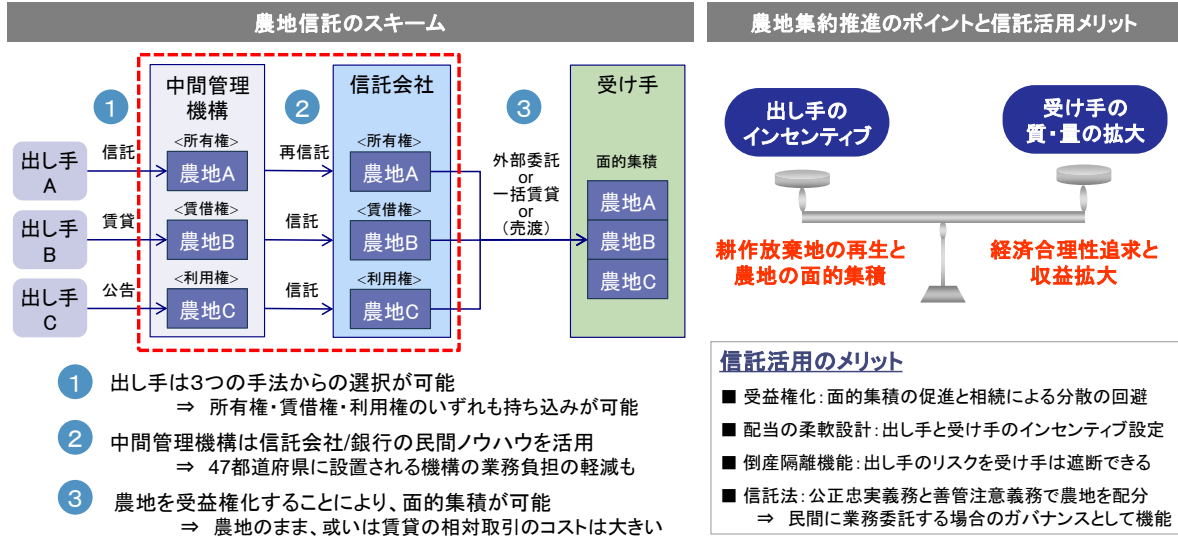 農地信託のスキーム
1
2
3
中間管理
機構
信託会社
受け手
出し手
A
信託
<所有権>
農地A
再信託
<所有権>
農地A
出し手
B
賃貸
<賃借権>
農地B
信託
<賃借権>
農地B
出し手
C
公告
<利用権>
農地C
信託
<利用権>
農地C
外部委託
or
一括賃貸
or
(売渡)
面的集積
農地A
農地B
農地C
1 出し手は3つの手法からの選択が可能
⇒ 所有権・賃借権・利用権のいずれも持ち込みが可能
2 中間管理機構は信託会社/銀行の民間ノウハウを活用
⇒ 47都道府県に設置される機構の業務負担の軽減も
3 農地を受益権化することにより、面的集積が可能
⇒ 農地のまま、或いは賃貸の相対取引のコストは大きい
農地集約推進のポイントと信託活用メリット
出し手の
インセンティブ
受け手の
質・量の拡大
耕作放棄地の再生と
農地の面的集積
経済合理性追求と
収益拡大
信託活用のメリット
■ 受益権化:面的集積の促進と相続による分散の回避
■ 配当の柔軟設計:出し手と受け手のインセンティブ設定
■ 倒産隔離機能:出し手のリスクを受け手は遮断できる
■ 信託法:公正忠実義務と善管注意義務で農地を配分
⇒ 民間に業務委託する場合のガバナンスとして機能